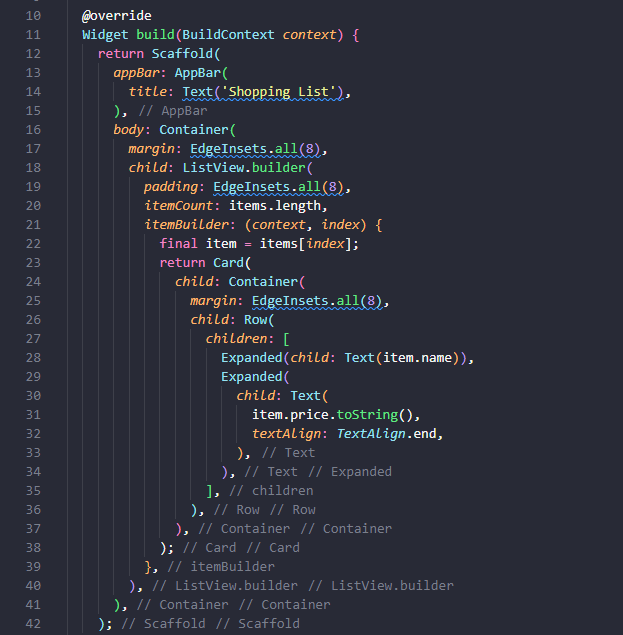 10 @override
11 Widget build(BuildContext context) {
12 return Scaffold(
13 appBar: AppBar(
14 title: Text('Shopping List'),
15 ), // AppBar
16 body: Container(
17 margin: EdgeInsets.all(8),
18 child: ListView.builder(
19 padding: EdgeInsets.all(8),
20 itemCount: items.length,
21 itemBuilder: (context, index) {
22 final item = items[index];
23 return Card(
24 child: Container(
25 margin: EdgeInsets.all(8),
26 child: Row(
27 children: [
28 Expanded(child: Text(item.name)),
29 Expanded(
30 child: Text(
31 item.price.toString(),
32 textAlign: TextAlign.end,
33 ), // Text
34 ), // Text // Expanded
35 ], // children
36 ), // Row // Row
37 ), // Container // Container
38 ); // Card // Card
39 }, // itemBuilder
40 ), // ListView.builder // ListView.builder
41 ), // Container // Container
42 ); // Scaffold // Scaffold